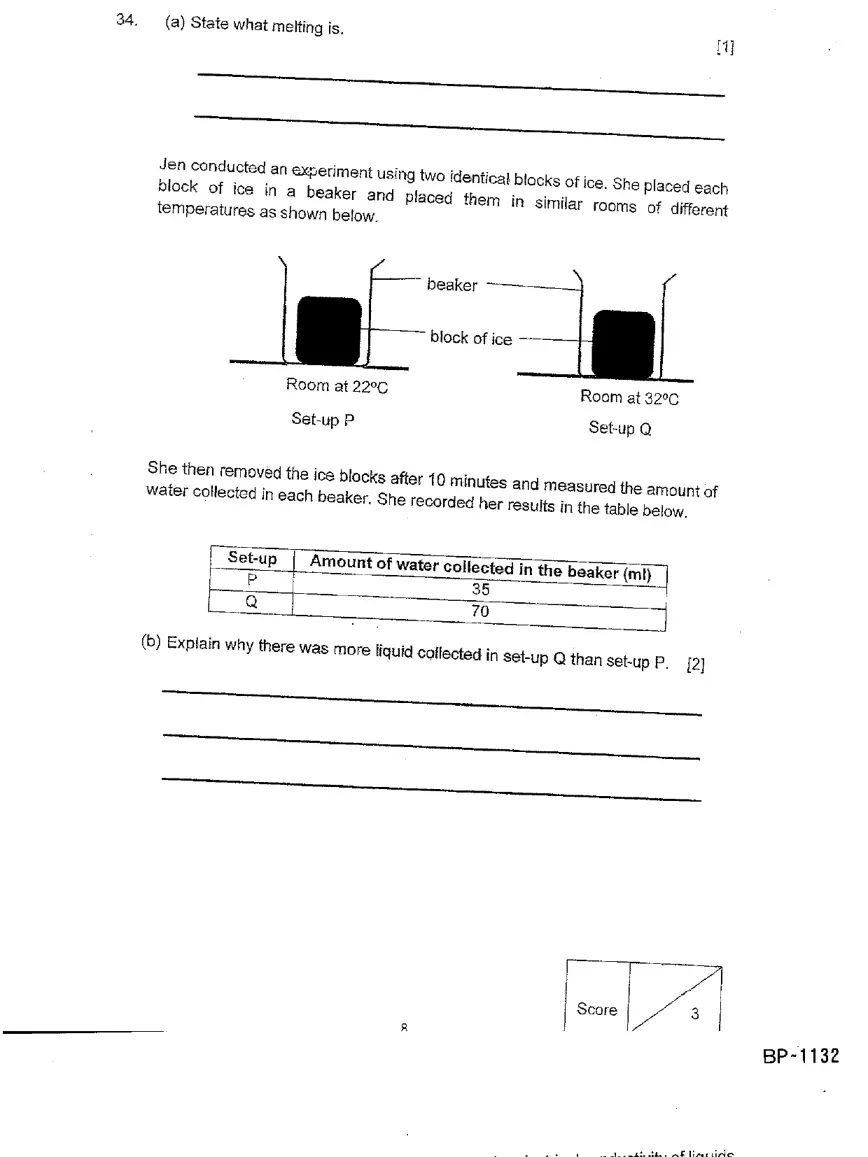 34. (a) State what melting is.
[1]
Jen conducted an experiment using two identical blocks of ice. She placed each
block of ice in a beaker and placed them in similar rooms of different
temperatures as shown below.
beaker
block of ice
Room at 22ºC
Room at 32ºC
Set-up P
Set-up Q
She then removed the ice blocks after 10 minutes and measured the amount of
water collected in each beaker. She recorded her results in the table below.
Set-up Amount of water collected in the beaker (ml)
P 35
Q 70
(b) Explain why there was more liquid collected in set-up Q than set-up P. [2]
Score 3
8
BP-1132
of liquids